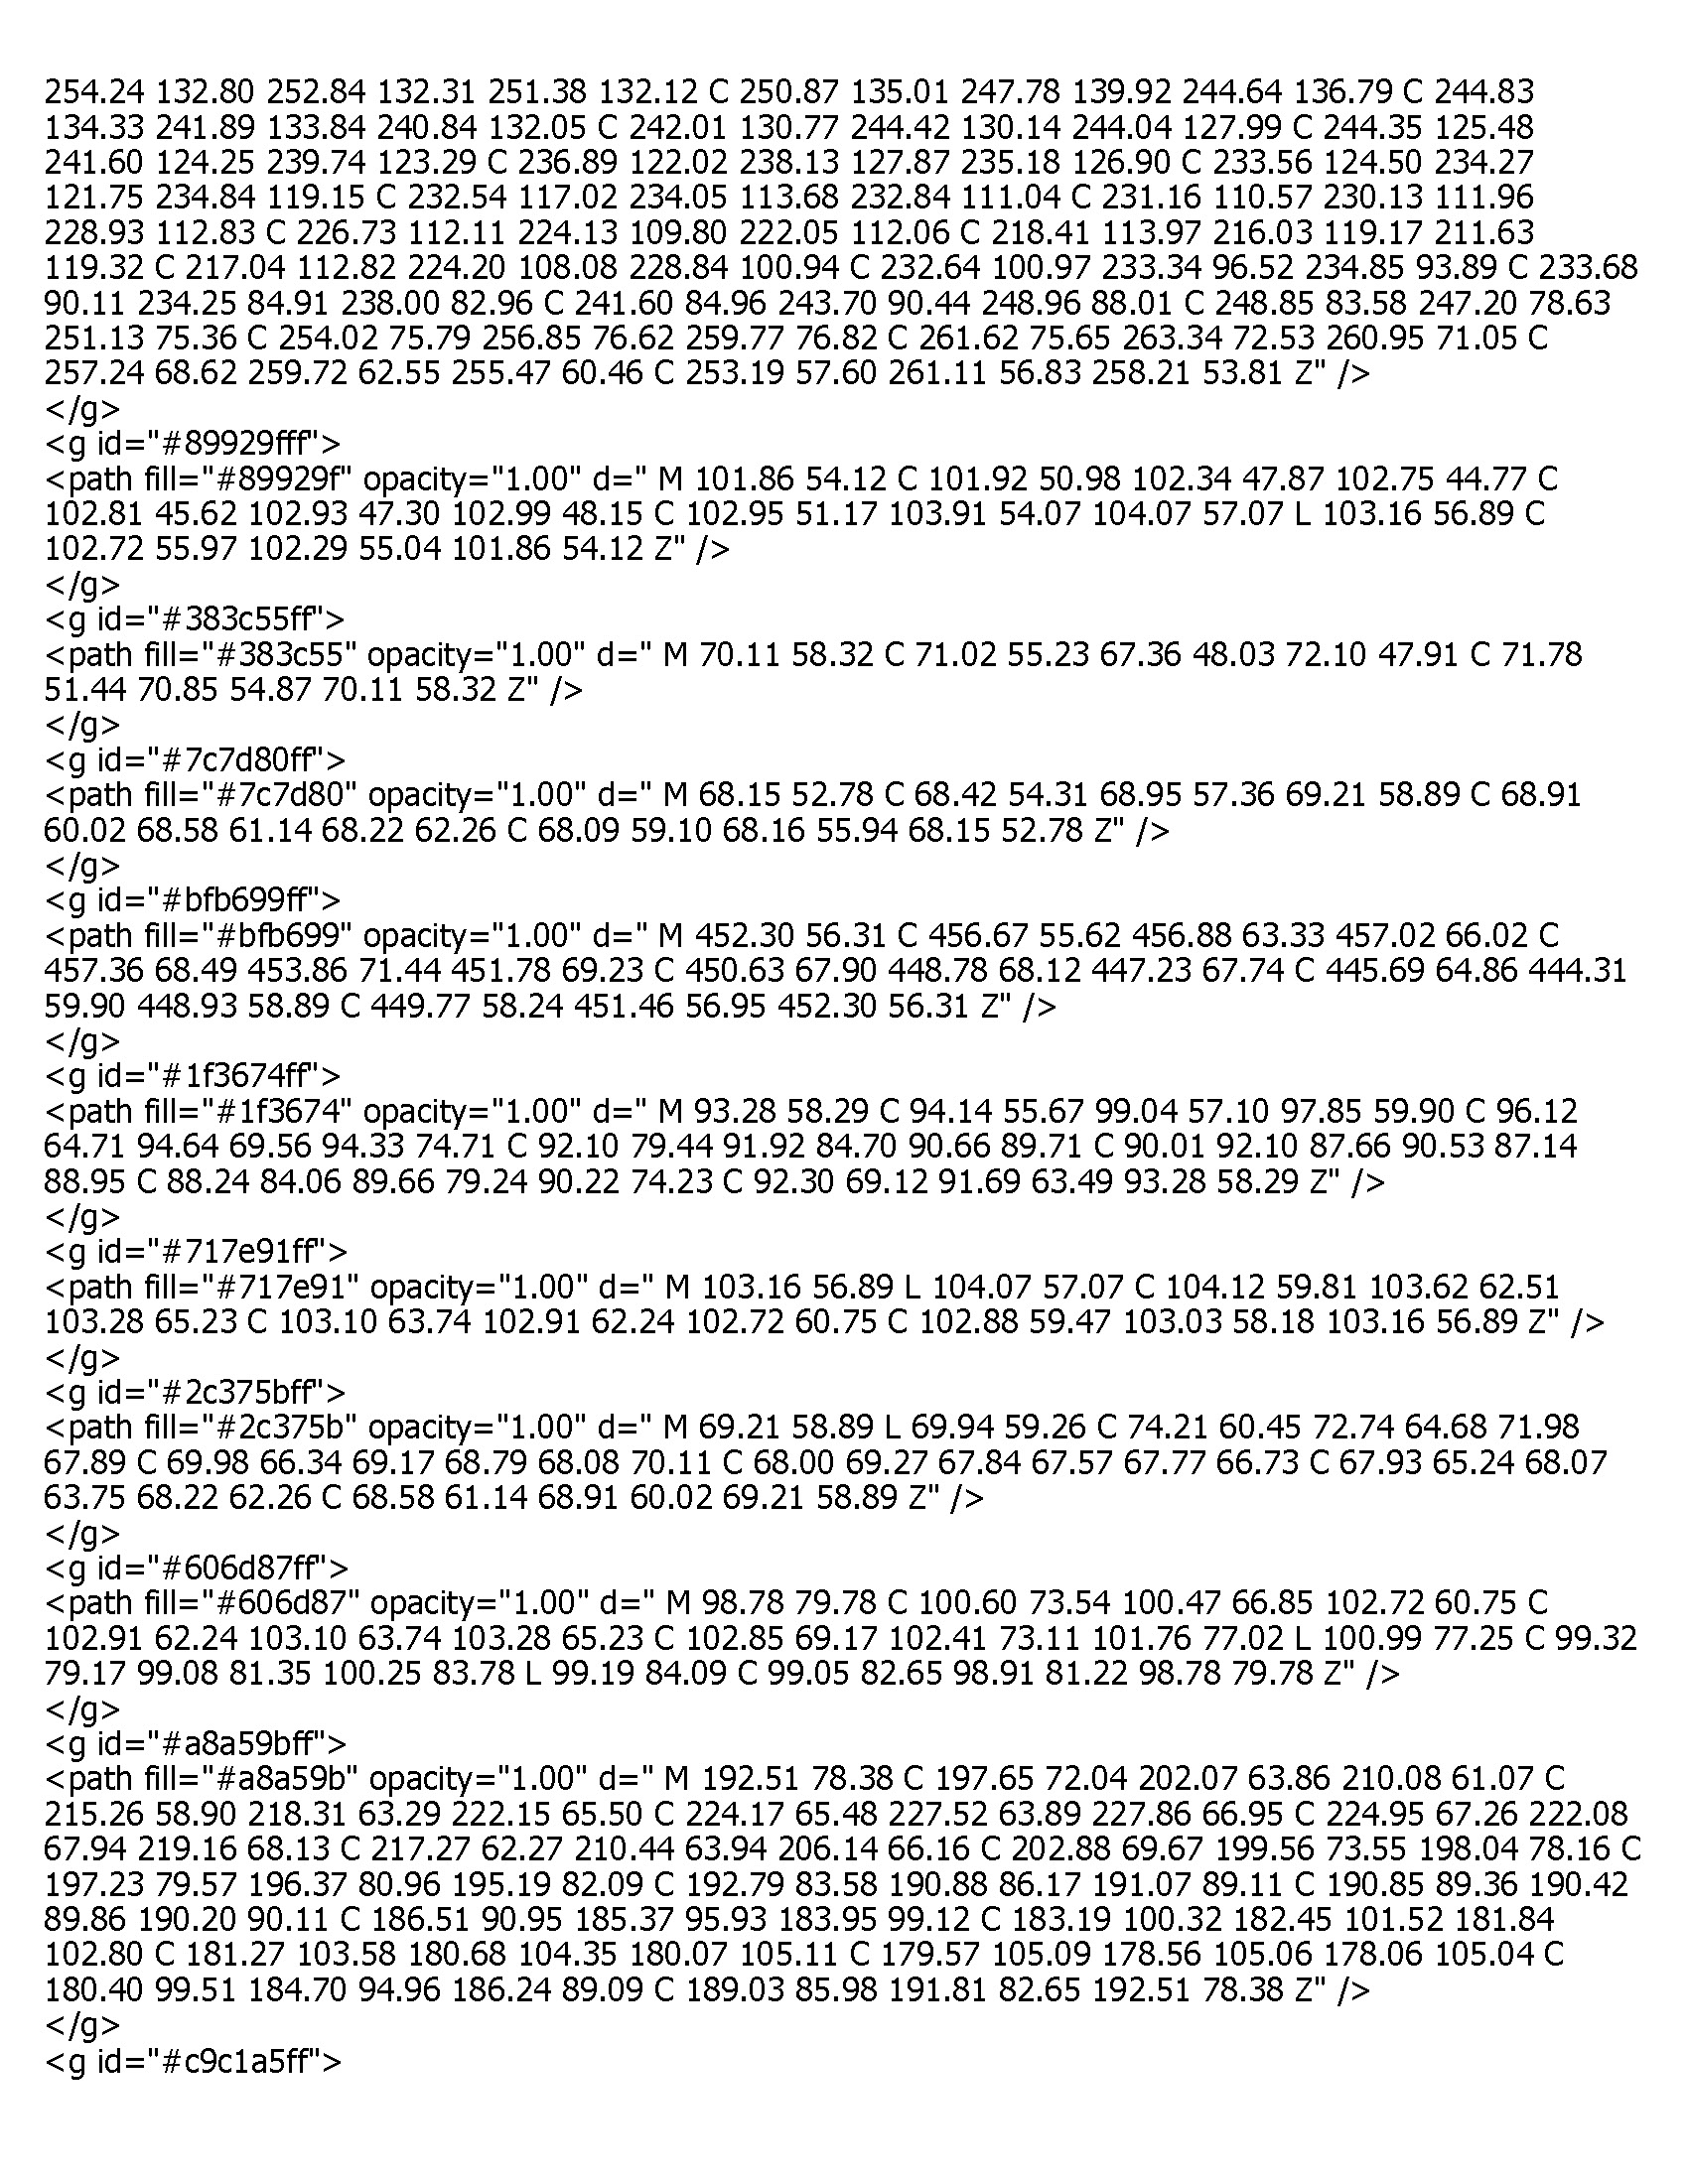 254.24 132.80 252.84 132.31 251.38 132.12 C 250.87 135.01 247.78 139.92 244.64 136.79 C 244.83
134.33 241.89 133.84 240.84 132.05 C 242.01 130.77 244.42 130.14 244.04 127.99 C 244.35 125.48
241.60 124.25 239.74 123.29 C 236.89 122.02 238.13 127.87 235.18 126.90 C 233.56 124.50 234.27
121.75 234.84 119.15 C 232.54 117.02 234.05 113.68 232.84 111.04 C 231.16 110.57 230.13 111.96
228.93 112.83 C 226.73 112.11 224.13 109.80 222.05 112.06 C 218.41 113.97 216.03 119.17 211.63
119.32 C 217.04 112.82 224.20 108.08 228.84 100.94 C 232.64 100.97 233.34 96.52 234.85 93.89 C 233.68
90.11 234.25 84.91 238.00 82.96 C 241.60 84.96 243.70 90.44 248.96 88.01 C 248.85 83.58 247.20 78.63
251.13 75.36 C 254.02 75.79 256.85 76.62 259.77 76.82 C 261.62 75.65 263.34 72.53 260.95 71.05 C
257.24 68.62 259.72 62.55 255.47 60.46 C 253.19 57.60 261.11 56.83 258.21 53.81 Z" />
</g>
<g id="#89929fff">
<path fill="#89929f" opacity="1.00" d=" M 101.86 54.12 C 101.92 50.98 102.34 47.87 102.75 44.77 C
102.81 45.62 102.93 47.30 102.99 48.15 C 102.95 51.17 103.91 54.07 104.07 57.07 L 103.16 56.89 C
102.72 55.97 102.29 55.04 101.86 54.12 Z" />
</g>
<g id="#383c55ff">
<path fill="#383c55" opacity="1.00" d=" M 70.11 58.32 C 71.02 55.23 67.36 48.03 72.10 47.91 C 71.78
51.44 70.85 54.87 70.11 58.32 Z" />
</g>
<g id="#7c7d80ff">
<path fill="#7c7d80" opacity="1.00" d=" M 68.15 52.78 C 68.42 54.31 68.95 57.36 69.21 58.89 C 68.91
60.02 68.58 61.14 68.22 62.26 C 68.09 59.10 68.16 55.94 68.15 52.78 Z" />
</g>
<g id="#bfb699ff">
<path fill="#bfb699" opacity="1.00" d=" M 452.30 56.31 C 456.67 55.62 456.88 63.33 457.02 66.02 C
457.36 68.49 453.86 71.44 451.78 69.23 C 450.63 67.90 448.78 68.12 447.23 67.74 C 445.69 64.86 444.31
59.90 448.93 58.89 C 449.77 58.24 451.46 56.95 452.30 56.31 Z" />
</g>
<g id="#1f3674ff">
<path fill="#1f3674" opacity="1.00" d=" M 93.28 58.29 C 94.14 55.67 99.04 57.10 97.85 59.90 C 96.12
64.71 94.64 69.56 94.33 74.71 C 92.10 79.44 91.92 84.70 90.66 89.71 C 90.01 92.10 87.66 90.53 87.14
88.95 C 88.24 84.06 89.66 79.24 90.22 74.23 C 92.30 69.12 91.69 63.49 93.28 58.29 Z" />
</g>
<g id="#717e91ff">
<path fill="#717e91" opacity="1.00" d=" M 103.16 56.89 L 104.07 57.07 C 104.12 59.81 103.62 62.51
103.28 65.23 C 103.10 63.74 102.91 62.24 102.72 60.75 C 102.88 59.47 103.03 58.18 103.16 56.89 Z" />
</g>
<g id="#2c375bff">
<path fill="#2c375b" opacity="1.00" d=" M 69.21 58.89 L 69.94 59.26 C 74.21 60.45 72.74 64.68 71.98
67.89 C 69.98 66.34 69.17 68.79 68.08 70.11 C 68.00 69.27 67.84 67.57 67.77 66.73 C 67.93 65.24 68.07
63.75 68.22 62.26 C 68.58 61.14 68.91 60.02 69.21 58.89 Z" />
</g>
<g id="#606d87ff">
<path fill="#606d87" opacity="1.00" d=" M 98.78 79.78 C 100.60 73.54 100.47 66.85 102.72 60.75 C
102.91 62.24 103.10 63.74 103.28 65.23 C 102.85 69.17 102.41 73.11 101.76 77.02 L 100.99 77.25 C 99.32
79.17 99.08 81.35 100.25 83.78 L 99.19 84.09 C 99.05 82.65 98.91 81.22 98.78 79.78 Z" />
</g>
<g id="#a8a59bff">
<path fill="#a8a59b" opacity="1.00" d=" M 192.51 78.38 C 197.65 72.04 202.07 63.86 210.08 61.07 C
215.26 58.90 218.31 63.29 222.15 65.50 C 224.17 65.48 227.52 63.89 227.86 66.95 C 224.95 67.26 222.08
67.94 219.16 68.13 C 217.27 62.27 210.44 63.94 206.14 66.16 C 202.88 69.67 199.56 73.55 198.04 78.16 C
197.23 79.57 196.37 80.96 195.19 82.09 C 192.79 83.58 190.88 86.17 191.07 89.11 C 190.85 89.36 190.42
89.86 190.20 90.11 C 186.51 90.95 185.37 95.93 183.95 99.12 C 183.19 100.32 182.45 101.52 181.84
102.80 C 181.27 103.58 180.68 104.35 180.07 105.11 C 179.57 105.09 178.56 105.06 178.06 105.04 C
180.40 99.51 184.70 94.96 186.24 89.09 C 189.03 85.98 191.81 82.65 192.51 78.38 Z" />
</g>
<g id="#c9c1a5ff">